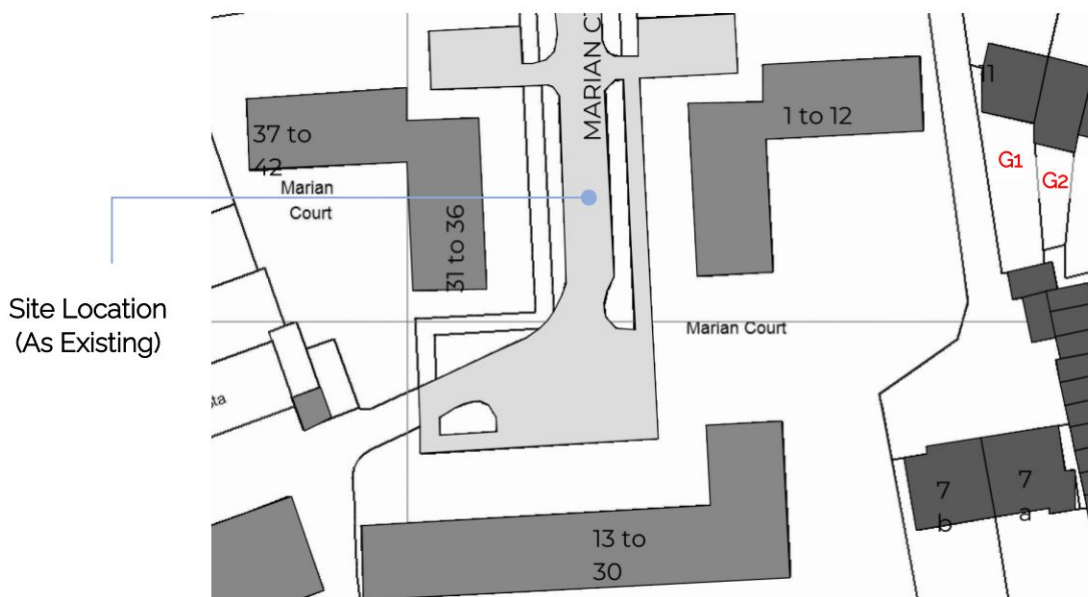 MARIAN C
37 to
42
Marian
Court
31 to 36
1 to 12
11
G1
G2
Site Location
(As Existing)
Marian Court
sta
7
b
7
a
13 to
30